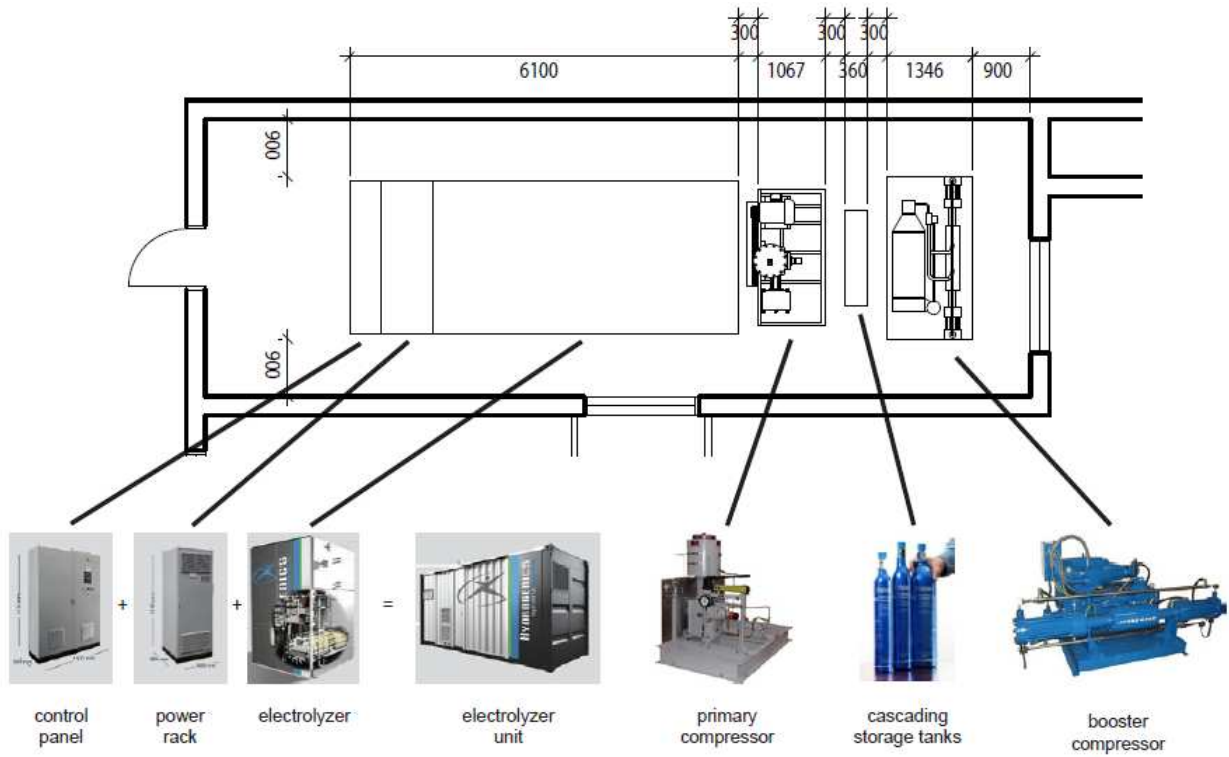 300
300
300
6100
1067
360
1346
900
900
900
+
+
=
HYDROGENICS
control
panel
power
rack
electrolyzer
electrolyzer
unit
primary
compressor
cascading
storage tanks
booster
compressor